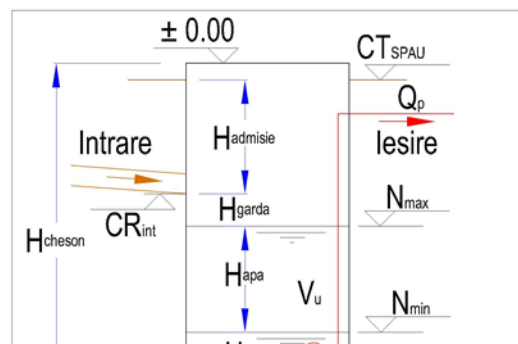 ± 0.00
CTSPAU
Qp
Intrare
Hadmisie
Iesire
Hgarda
Nmax
CRint
Hcheson
Hapa
Vu
Nmin